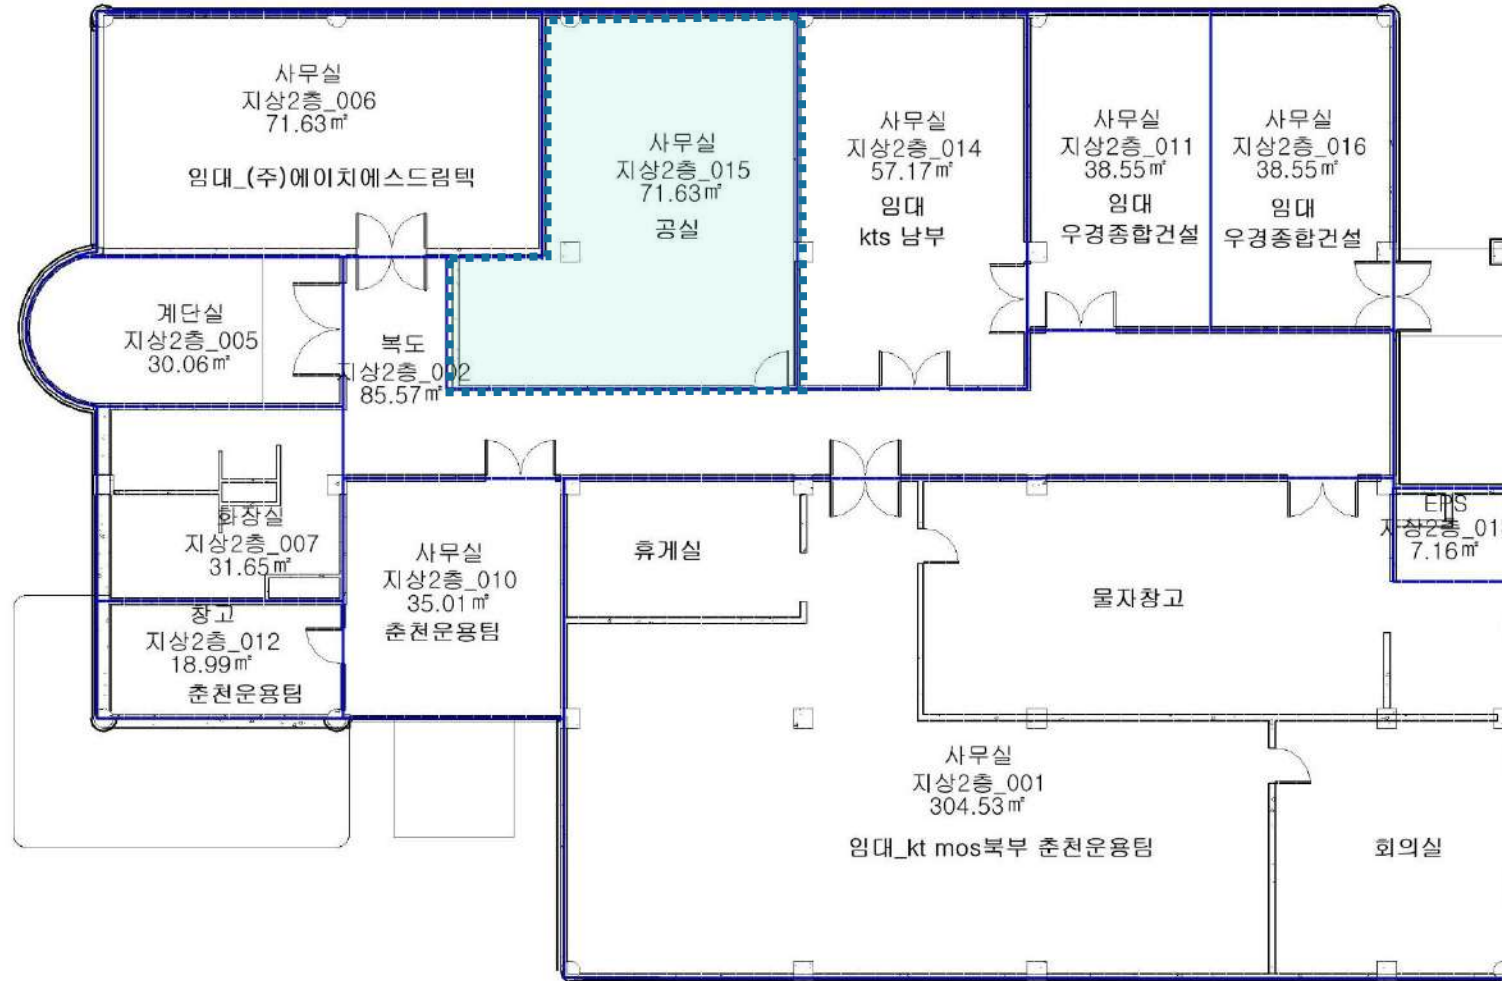 사무실
지상2층_006
71.63㎡
임대_(주)에이치에스드림텍
사무실
지상2층_015
71.63㎡
공실
사무실
지상2층_014
57.17㎡
임대
kts 남부
사무실
지상2층_011
38.55㎡
임대
우경종합건설
사무실
지상2층_016
38.55㎡
임대
우경종합건설
계단실
지상2층_005
30.06㎡
복도
지상2층_002
85.57㎡
화장실
지상2층_007
31.65㎡
창고
지상2층_012
18.99㎡
춘천운용팀
사무실
지상2층_010
35.01㎡
춘천운용팀
휴게실
물자창고
EPS
지상2층_01
7.16㎡
사무실
지상2층_001
304.53㎡
임대_kt mos북부 춘천운용팀
회의실